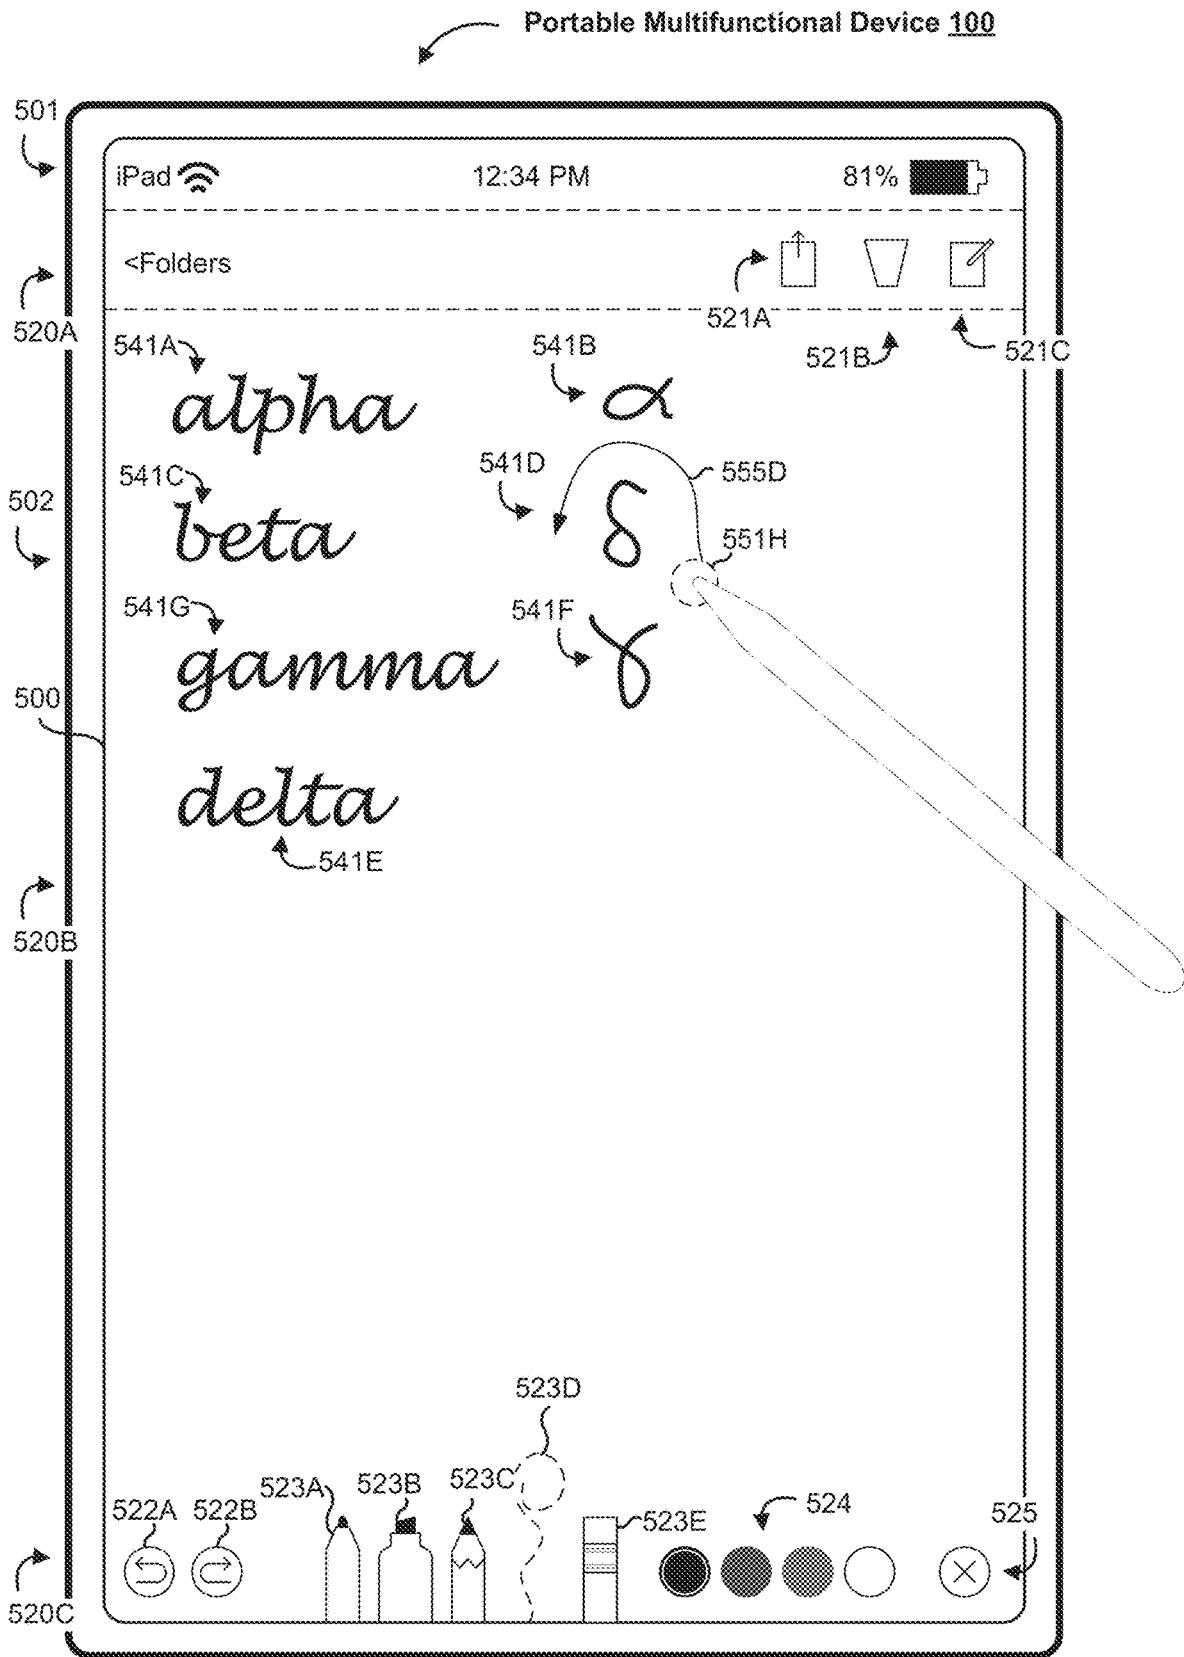 Portable Multifunctional Device 100
501
iPad 12:34 PM 81%
<Folders
520A 521A
521B 521C
541A 541B
alpha α
541C 541D 555D
502
beta δ 551H
541G 541F
gamma γ
500
delta
541E
520B
523D
522A 522B 523A 523B 523C 523E 524 525
520C